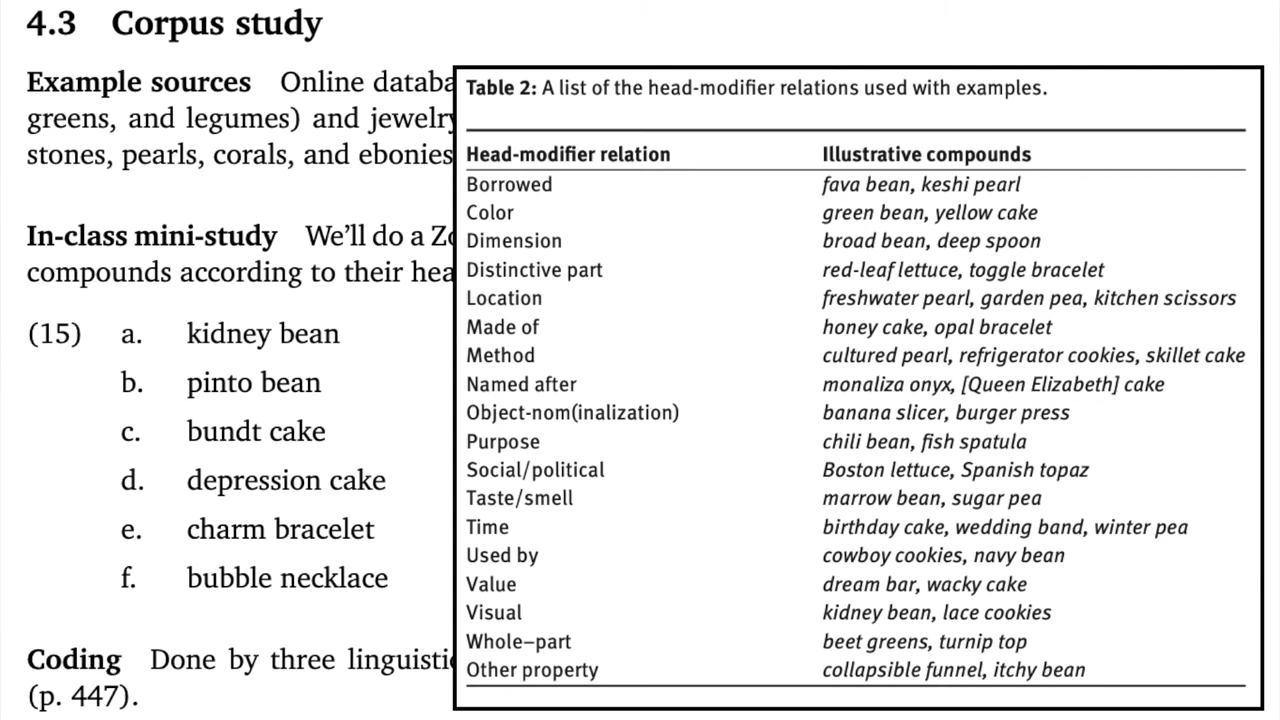 4.3 Corpus study
Example sources Online databa
greens, and legumes) and jewelry
stones, pearls, corals, and ebonies
In-class mini-study We'll do a Zo
compounds according to their hea
(15) a. kidney bean
b. pinto bean
c. bundt cake
d. depression cake
e. charm bracelet
f. bubble necklace
Coding Done by three linguistic
(p. 447).
Table 2: A list of the head-modifier relations used with examples.
Head-modifier relation Illustrative compounds
Borrowed fava bean, keshi pearl
Color green bean, yellow cake
Dimension broad bean, deep spoon
Distinctive part red-leaf lettuce, toggle bracelet
Location freshwater pearl, garden pea, kitchen scissors
Made of honey cake, opal bracelet
Method cultured pearl, refrigerator cookies, skillet cake
Named after monaliza onyx, [Queen Elizabeth] cake
Object-nom(inalization) banana slicer, burger press
Purpose chili bean, fish spatula
Social/political Boston lettuce, Spanish topaz
Taste/smell marrow bean, sugar pea
Time birthday cake, wedding band, winter pea
Used by cowboy cookies, navy bean
Value dream bar, wacky cake
Visual kidney bean, lace cookies
Whole–part beet greens, turnip top
Other property collapsible funnel, itchy bean